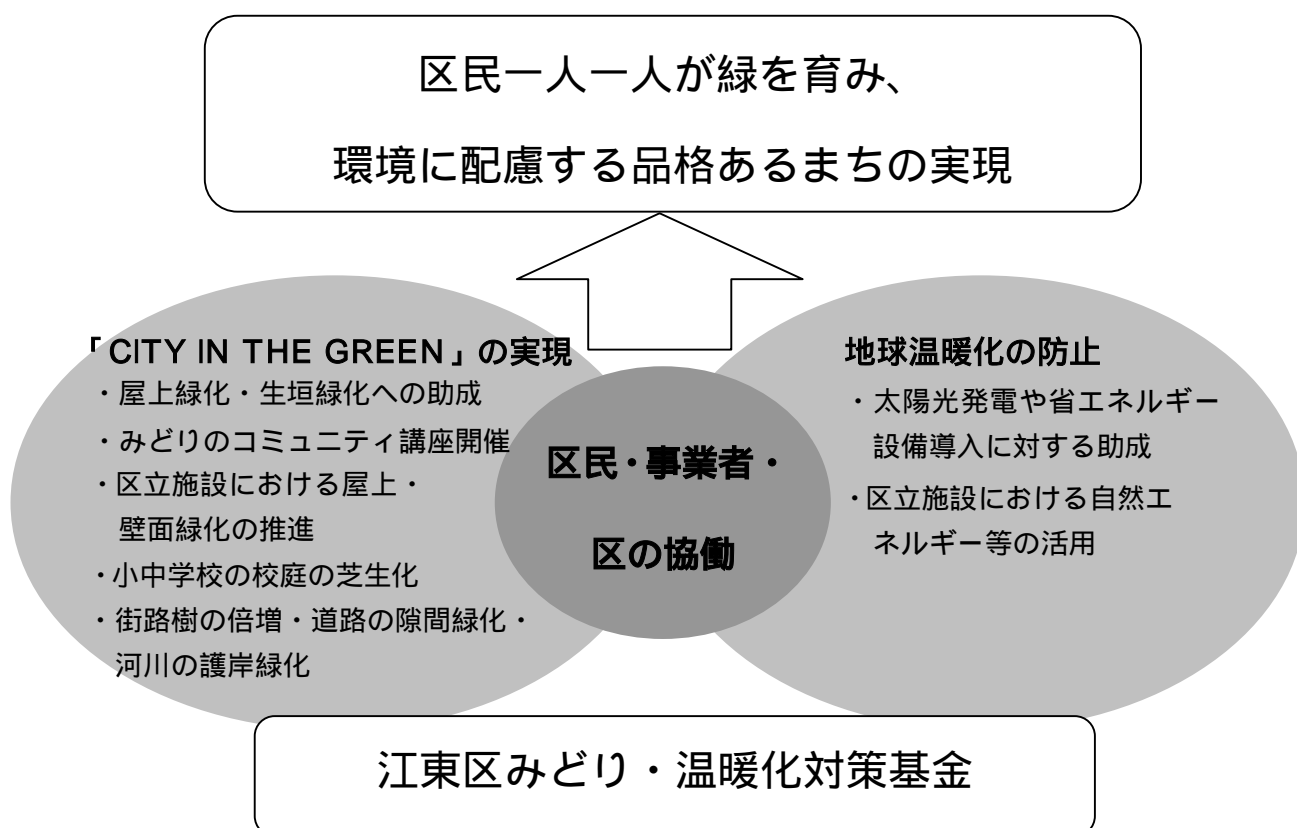 区民一人一人が緑を育み、
環境に配慮する品格あるまちの実現
「CITY IN THE GREEN」の実現
・屋上緑化・生垣緑化への助成
・みどりのコミュニティ講座開催
・区立施設における屋上・
壁面緑化の推進
・小中学校の校庭の芝生化
・街路樹の倍増・道路の隙間緑化・
河川の護岸緑化
区民・事業者・
区の協働
地球温暖化の防止
・太陽光発電や省エネルギー
設備導入に対する助成
・区立施設における自然エ
ネルギー等の活用
江東区みどり・温暖化対策基金